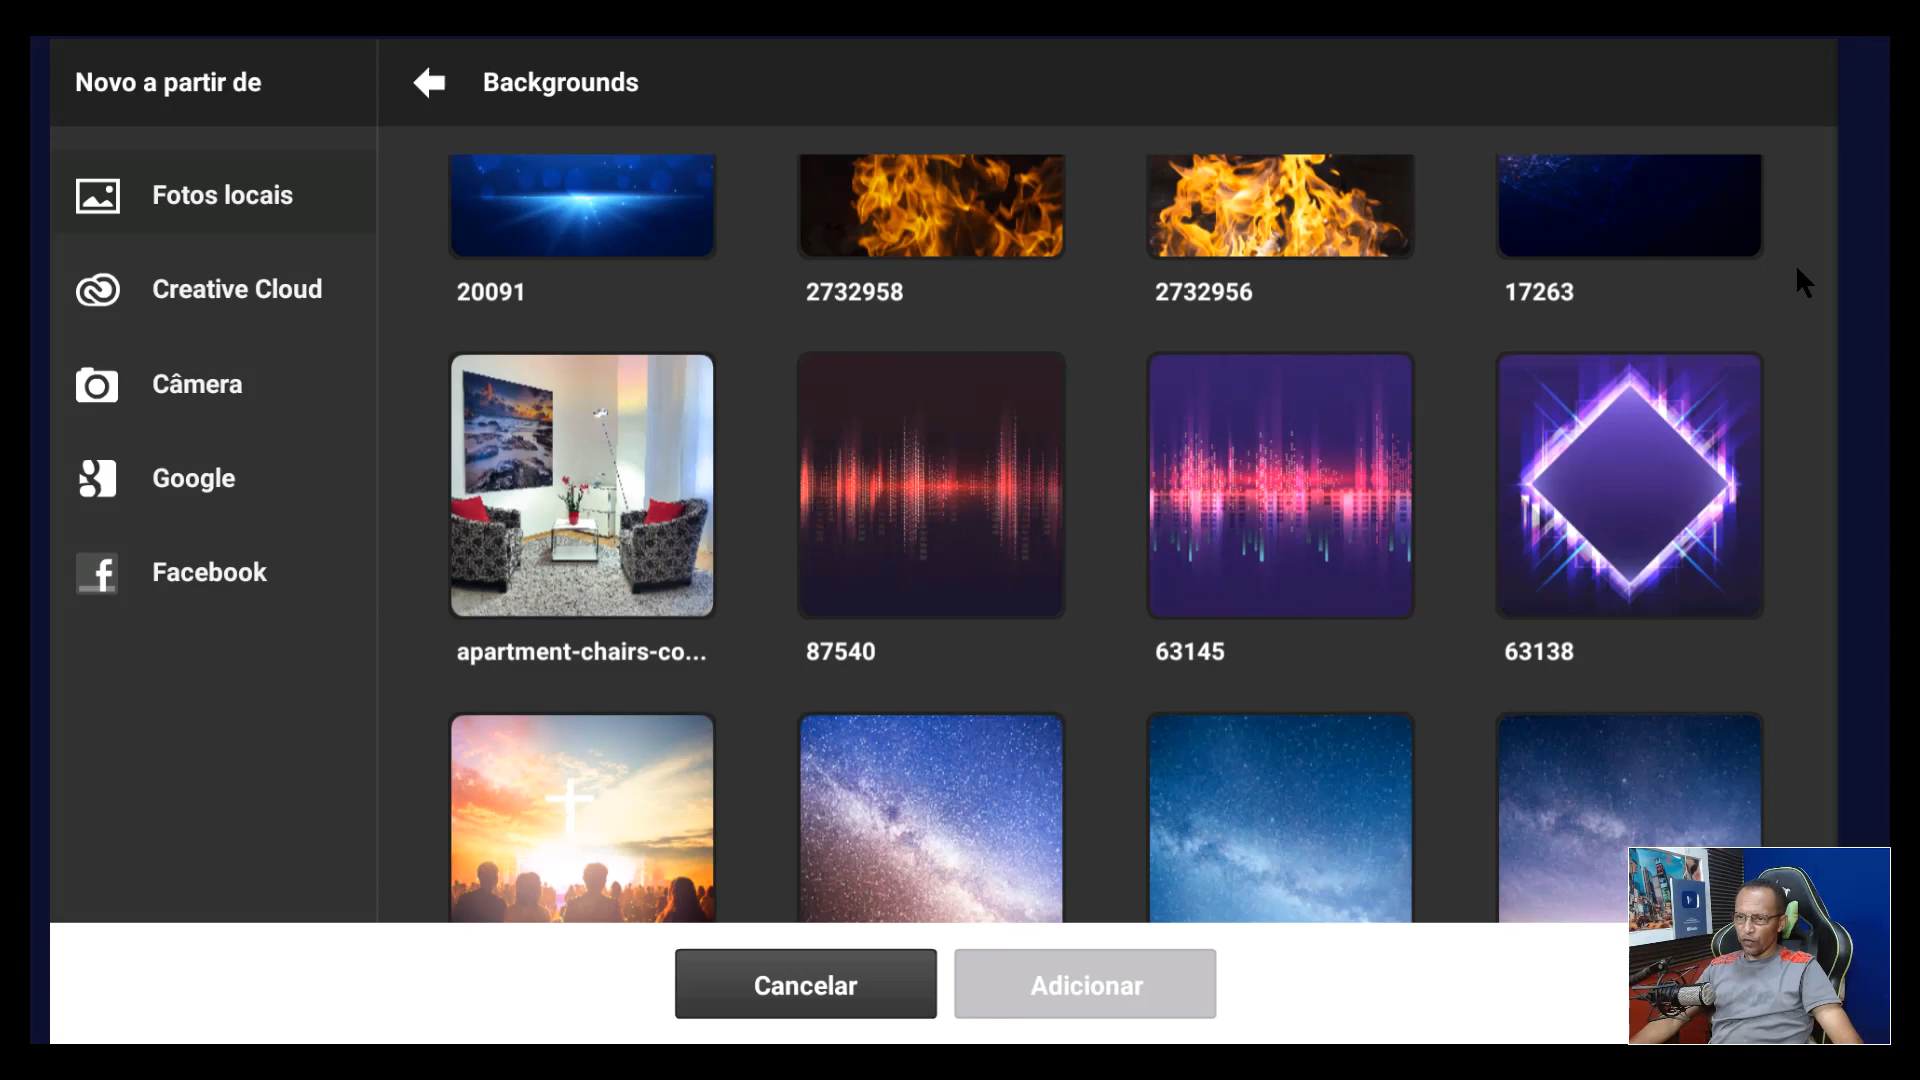 Novo a partir de
Backgrounds
Fotos locais
Creative Cloud
Câmera
Google
Facebook
20091
2732958
2732956
17263
apartment-chairs-co...
87540
63145
63138
Cancelar
Adicionar